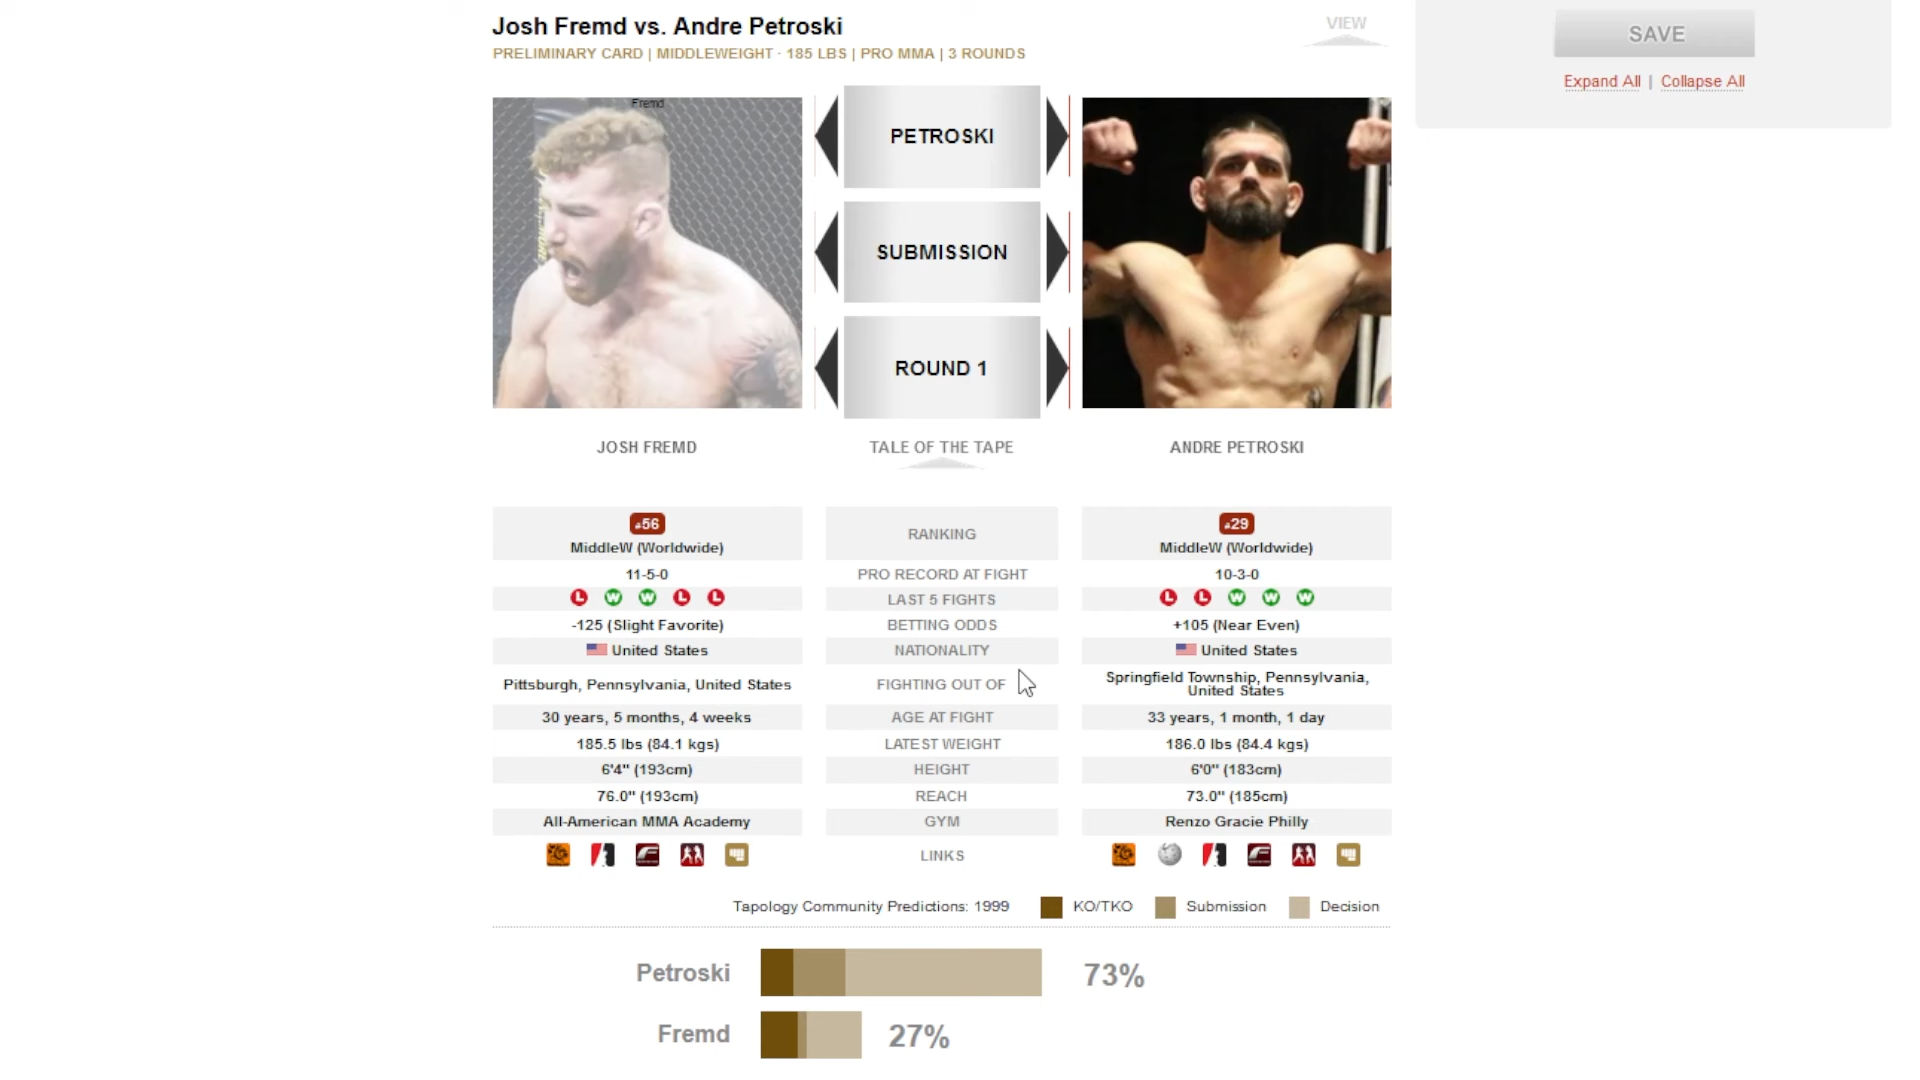 Josh Fremd vs. Andre Petroski
VIEW
PRELIMINARY CARD | MIDDLEWEIGHT · 185 LBS | PRO MMA | 3 ROUNDS
SAVE
Expand All | Collapse All
Fremd
PETROSKI
SUBMISSION
ROUND 1
JOSH FREMD TALE OF THE TAPE ANDRE PETROSKI
#56 RANKING #29
MiddleW (Worldwide) MiddleW (Worldwide)
11-5-0 PRO RECORD AT FIGHT 10-3-0
L W W L L LAST 5 FIGHTS L L W W W
-125 (Slight Favorite) BETTING ODDS +105 (Near Even)
United States NATIONALITY United States
Pittsburgh, Pennsylvania, United States FIGHTING OUT OF Springfield Township, Pennsylvania,
United States
30 years, 5 months, 4 weeks AGE AT FIGHT 33 years, 1 month, 1 day
185.5 lbs (84.1 kgs) LATEST WEIGHT 186.0 lbs (84.4 kgs)
6'4" (193cm) HEIGHT 6'0" (183cm)
76.0" (193cm) REACH 73.0" (185cm)
All-American MMA Academy GYM Renzo Gracie Philly
LINKS
Tapology Community Predictions: 1999 KO/TKO Submission Decision
Petroski 73%
Fremd 27%